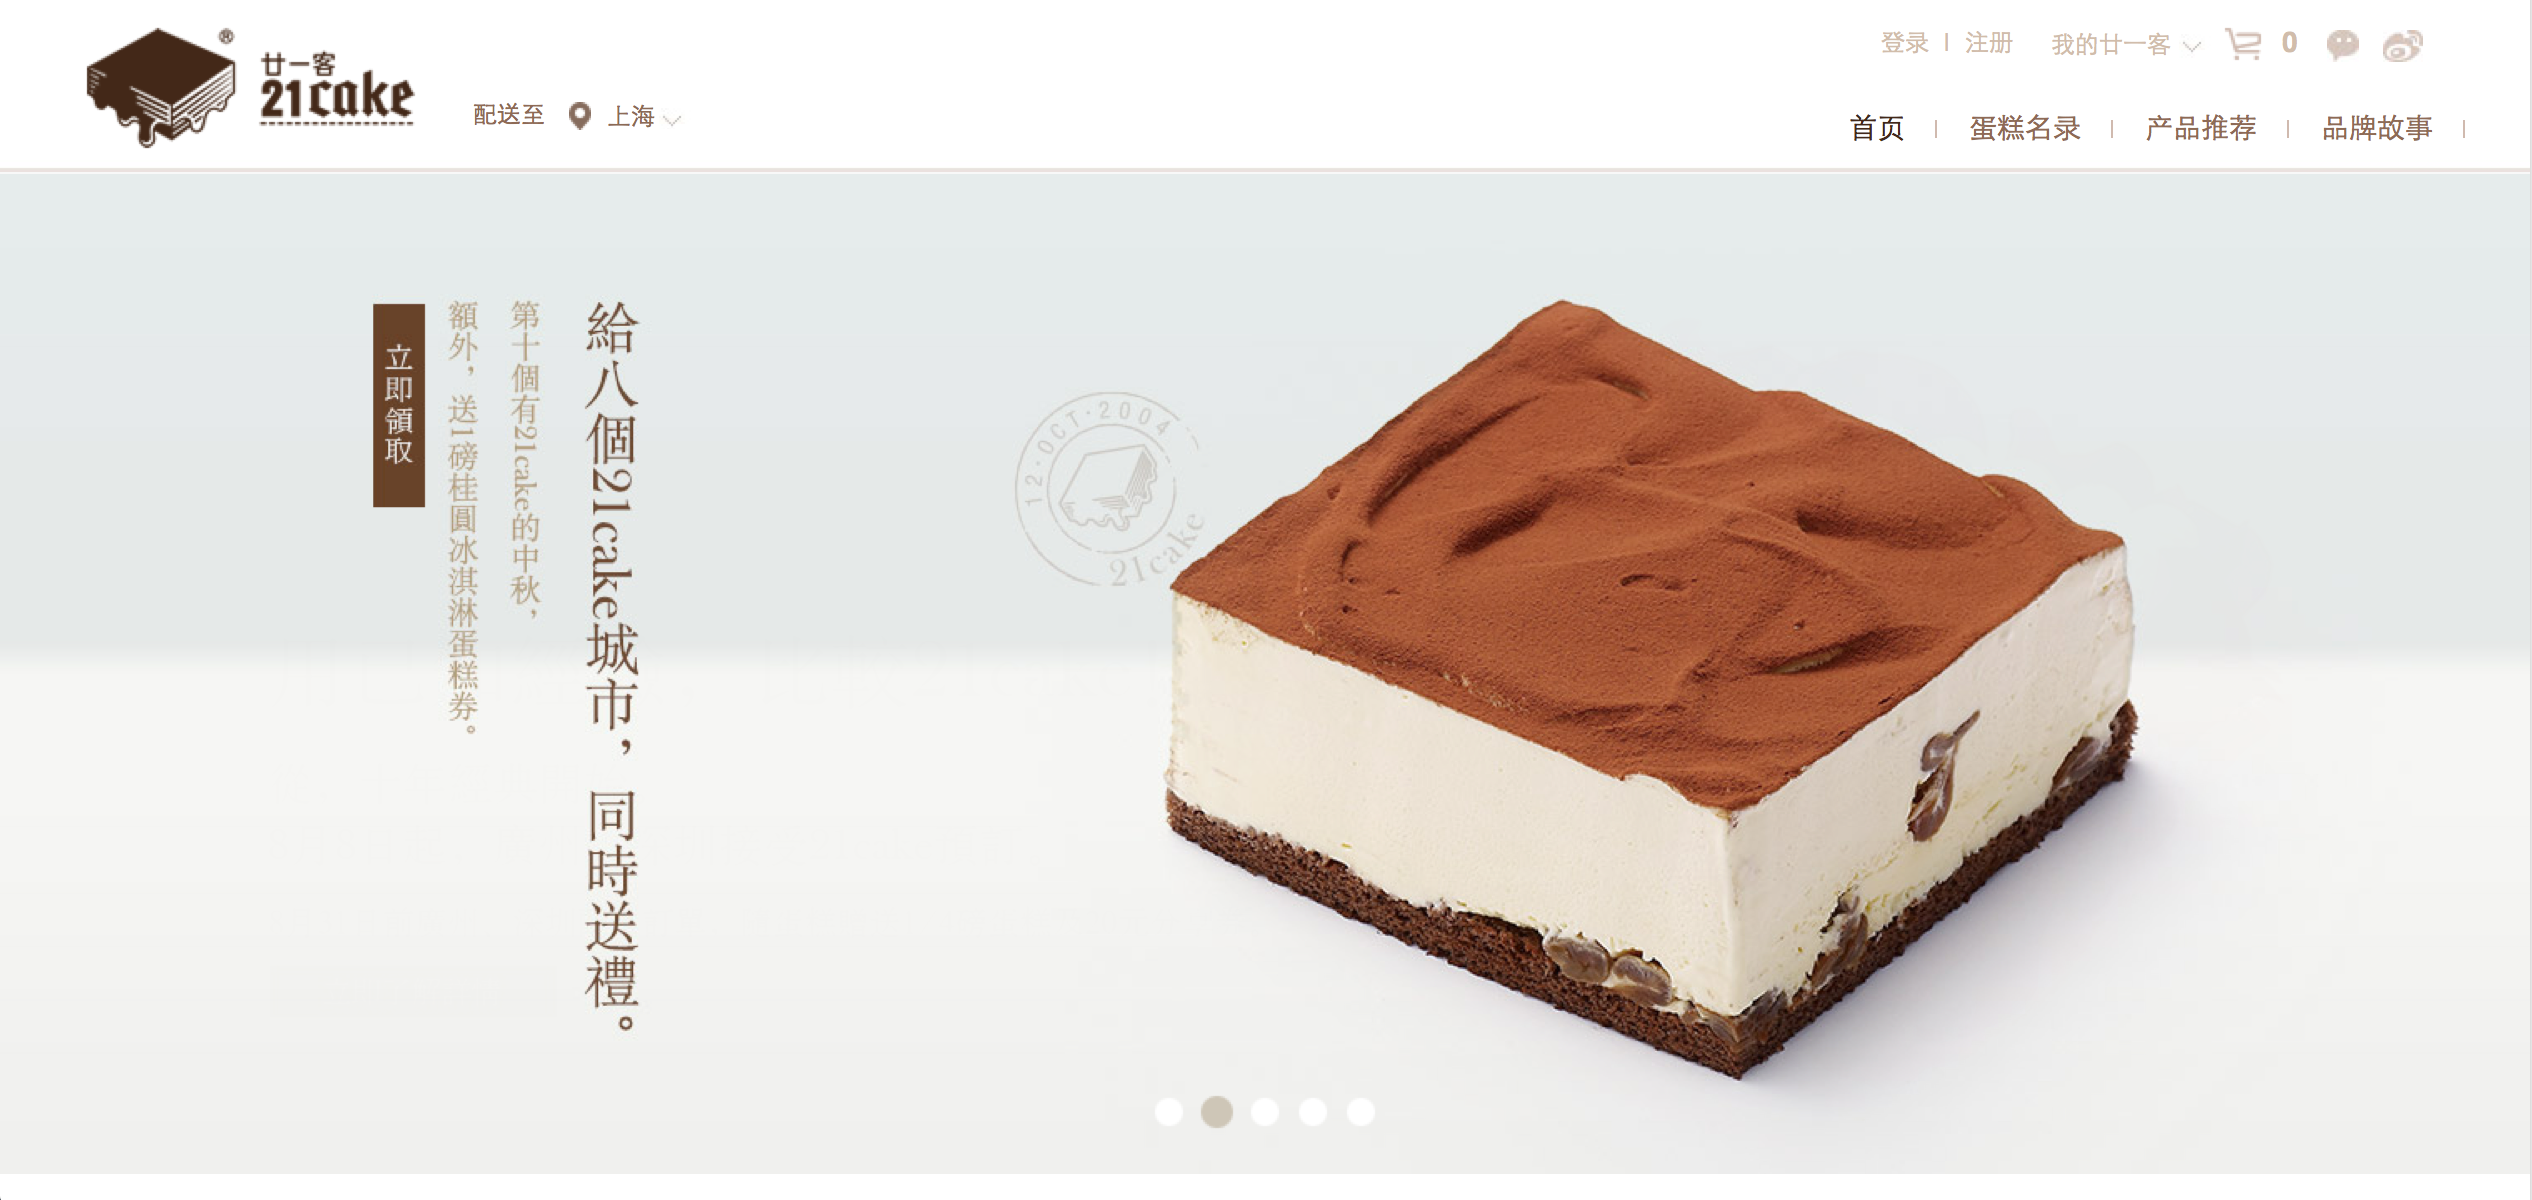 廿一客
21cake
®
配送至 上海
登录 | 注册 我的廿一客 0
首页 | 蛋糕名录 | 产品推荐 | 品牌故事 |
給八個21cake城市，同時送禮。
第十個有21cake的中秋，
額外，送1磅桂圓冰淇淋蛋糕券。
立即領取
12·OCT·2004
21cake